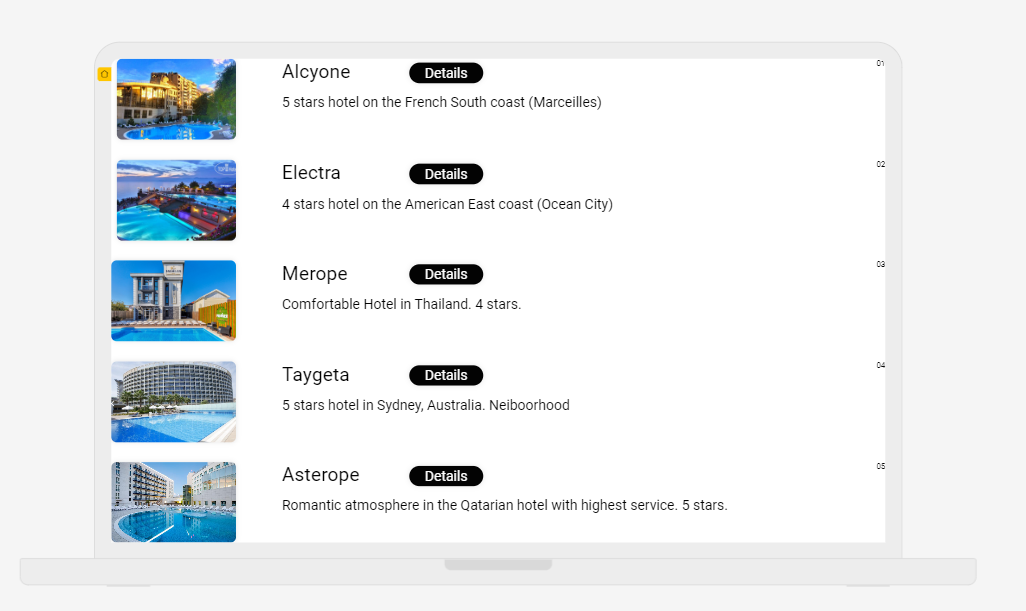 Alcyone Details 01
5 stars hotel on the French South coast (Marceilles)
Electra Details 02
4 stars hotel on the American East coast (Ocean City)
Merope Details 03
Comfortable Hotel in Thailand. 4 stars.
Taygeta Details 04
5 stars hotel in Sydney, Australia. Neiboorhood
Asterope Details 05
Romantic atmosphere in the Qatarian hotel with highest service. 5 stars.